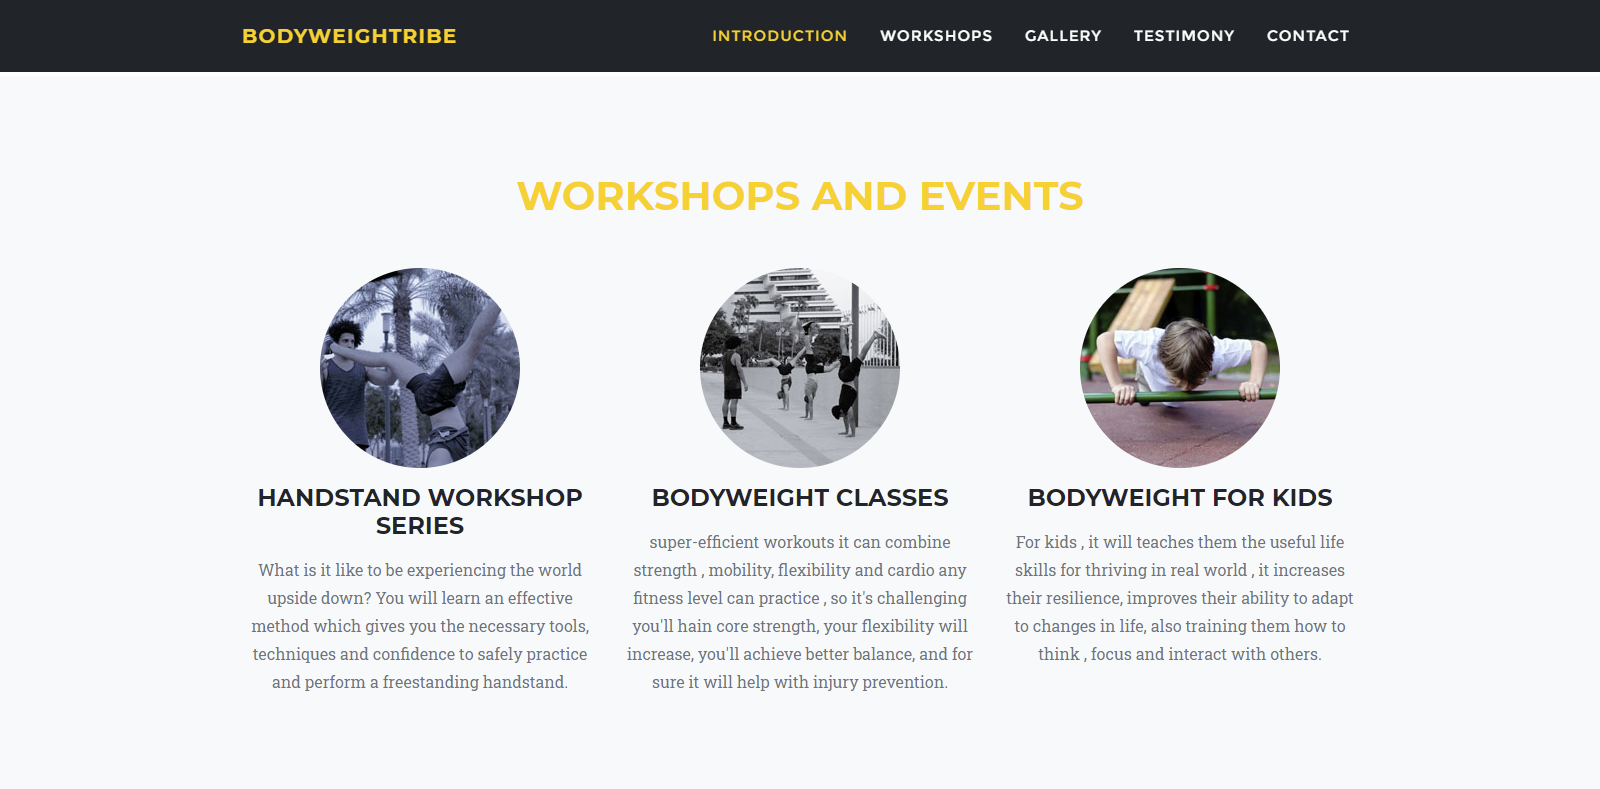 BODYWEIGHTRIBE
INTRODUCTION WORKSHOPS GALLERY TESTIMONY CONTACT
WORKSHOPS AND EVENTS
HANDSTAND WORKSHOP
SERIES
What is it like to be experiencing the world
upside down? You will learn an effective
method which gives you the necessary tools,
techniques and confidence to safely practice
and perform a freestanding handstand.
BODYWEIGHT CLASSES
super-efficient workouts it can combine
strength , mobility, flexibility and cardio any
fitness level can practice , so it's challenging
you'll hain core strength, your flexibility will
increase, you'll achieve better balance, and for
sure it will help with injury prevention.
BODYWEIGHT FOR KIDS
For kids , it will teaches them the useful life
skills for thriving in real world , it increases
their resilience, improves their ability to adapt
to changes in life, also training them how to
think , focus and interact with others.